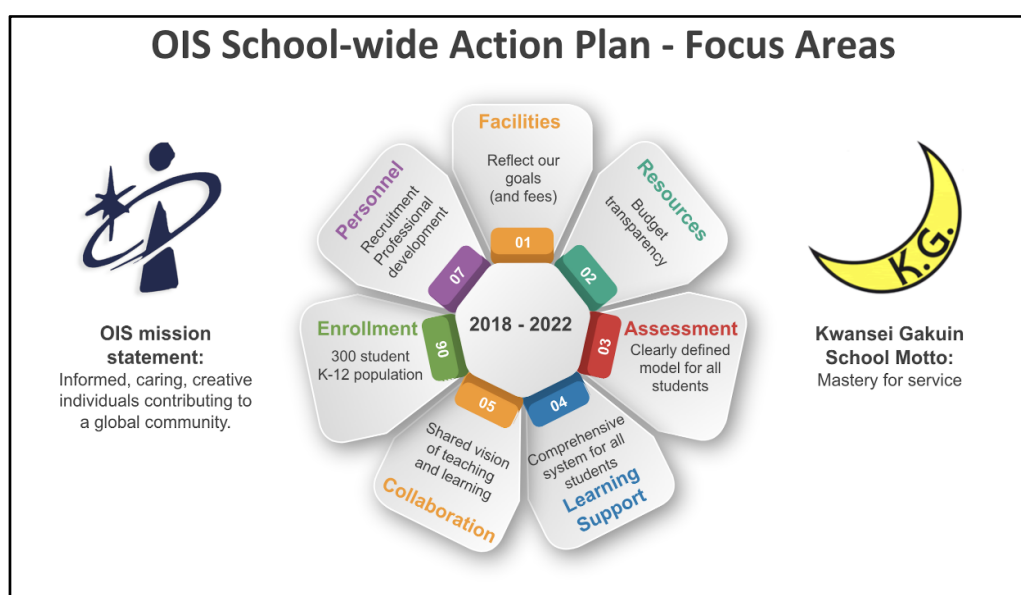 OIS School-wide Action Plan - Focus Areas
Facilities
Reflect our
goals
(and fees)
01
Resources
Budget
transparency
02
Assessment
Clearly defined
model for all
students
03
Comprehensive
system for all
students
Learning
Support
04
Shared vision
of teaching
and learning
Collaboration
05
Enrollment
300 student
K-12 population
06
Personnel
Recruitment
Professional
development
07
2018 - 2022
OIS mission
statement:
Informed, caring, creative
individuals contributing to
a global community.
K.G.
Kwansei Gakuin
School Motto:
Mastery for service